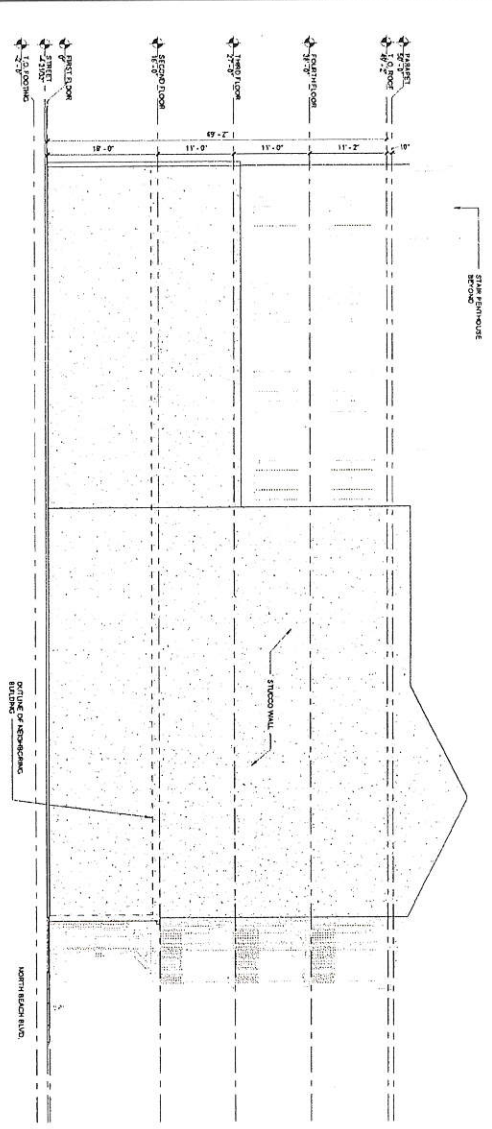 STAIR PENTHOUSE
BEYOND
PARAPET
50' - 0"
T.O. ROOF
49' - 2"
FOURTH FLOOR
38' - 0"
THIRD FLOOR
27' - 0"
SECOND FLOOR
16' - 0"
FIRST FLOOR
0"
STREET
T.O. FOOTING
-2' - 0"
10"
11' - 2"
11' - 0"
11' - 0"
STUCCO WALL
OUTLINE OF NEIGHBORING
BUILDING
NORTH BEACH BLVD.